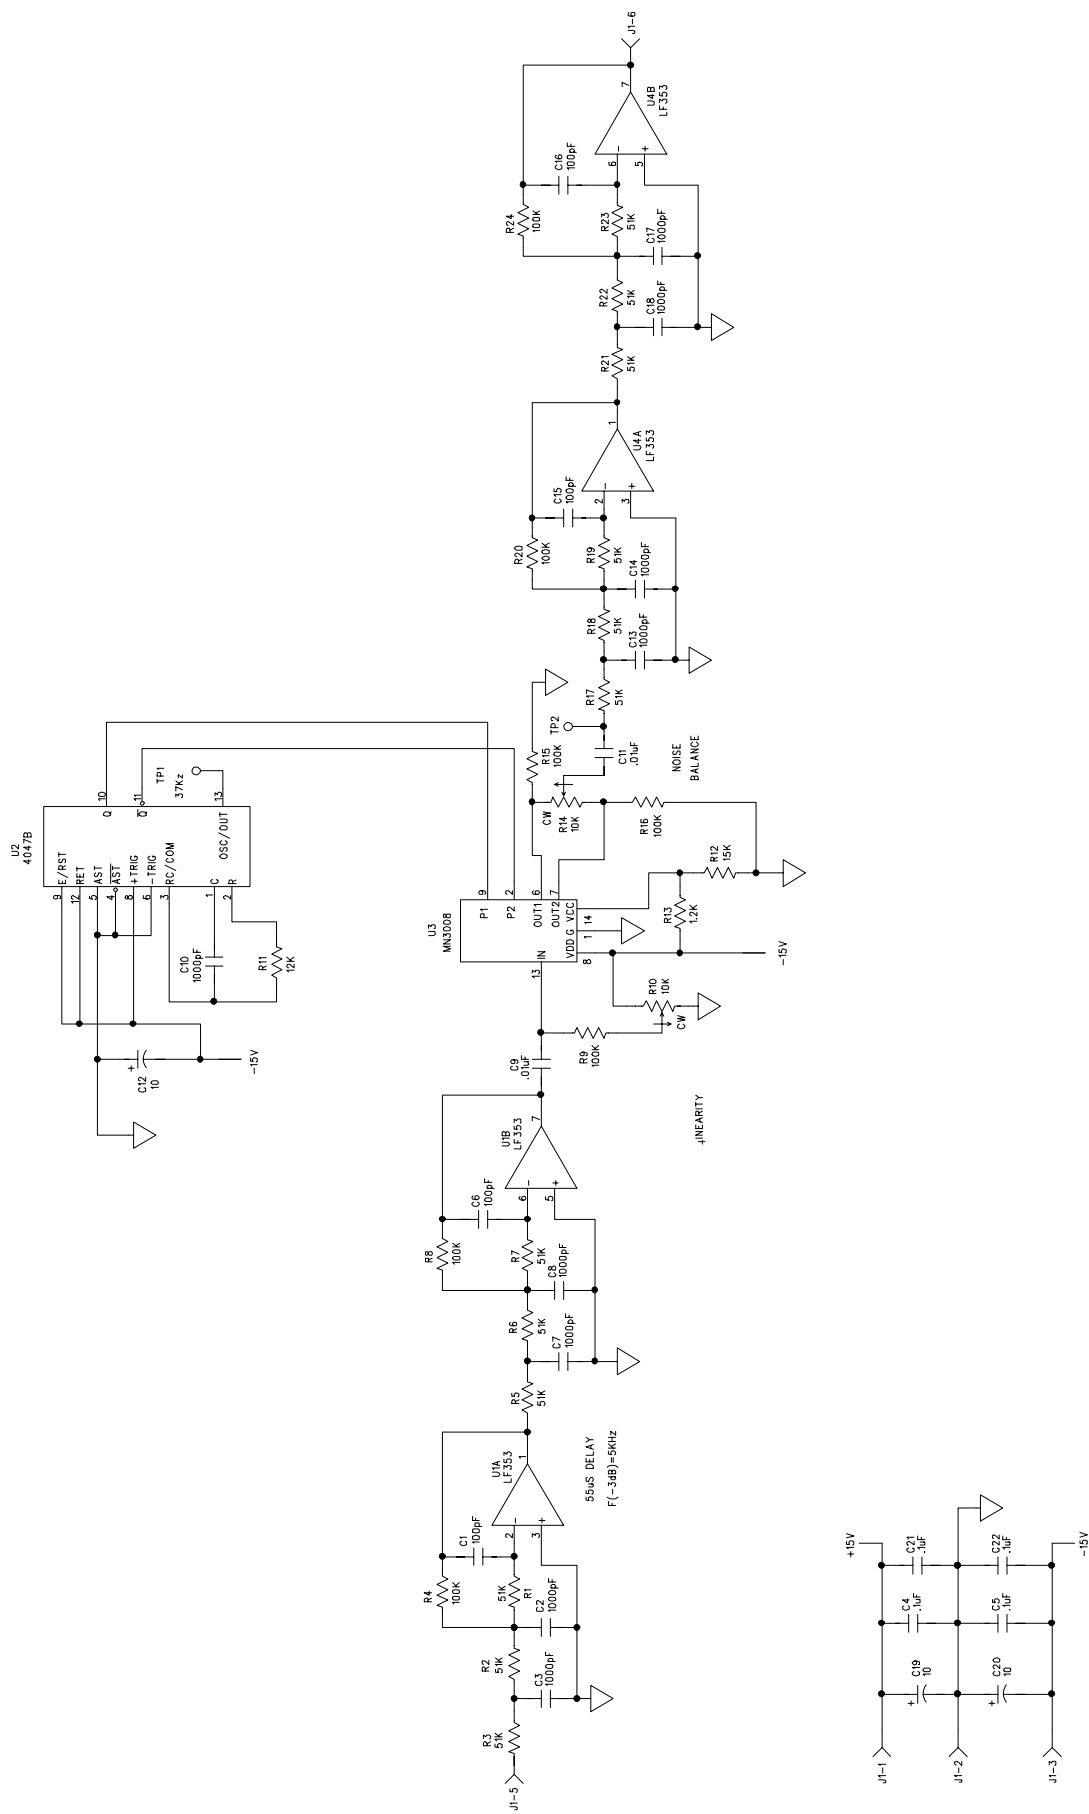 U2
4047B
E/RST
RET
AST
AST
+TRIG
-TRIG
RC/COM
C
R
Q
Q
OSC/OUT
9
12
5
4
8
6
3
1
2
10
11
13
TP1
37Kz
C10
1000pF
R11
12K
C12
10
+
-15V
J1-5
R3
51K
C3
1000pF
R2
51K
C2
1000pF
R1
51K
R4
100K
C1
100pF
2
3
-
+
1
U1A
LF353
55uS DELAY
F(-3dB)=5KHz
R5
51K
C7
1000pF
R6
51K
C8
1000pF
R7
51K
R8
100K
C6
100pF
6
5
-
+
7
U1B
LF353
C9
.01uF
R9
100K
R10
10K
CW
INEARITY
U3
MN3008
IN
P1
P2
OUT1
OUT2
VDD
G
VCC
13
9
2
6
7
8
1
14
-15V
R13
1.2K
R12
15K
R15
100K
CW
R14
10K
R16
100K
C11
.01uF
TP2
NOISE
BALANCE
R17
51K
C13
1000pF
R18
51K
C14
1000pF
R19
51K
R20
100K
C15
100pF
2
3
-
+
1
U4A
LF353
R21
51K
C18
1000pF
R22
51K
C17
1000pF
R23
51K
R24
100K
C16
100pF
6
5
-
+
7
U4B
LF353
J1-6
J1-1
J1-2
J1-3
+
C19
10
+
C20
10
C4
.1uF
C5
.1uF
C21
.1uF
C22
.1uF
+15V
-15V